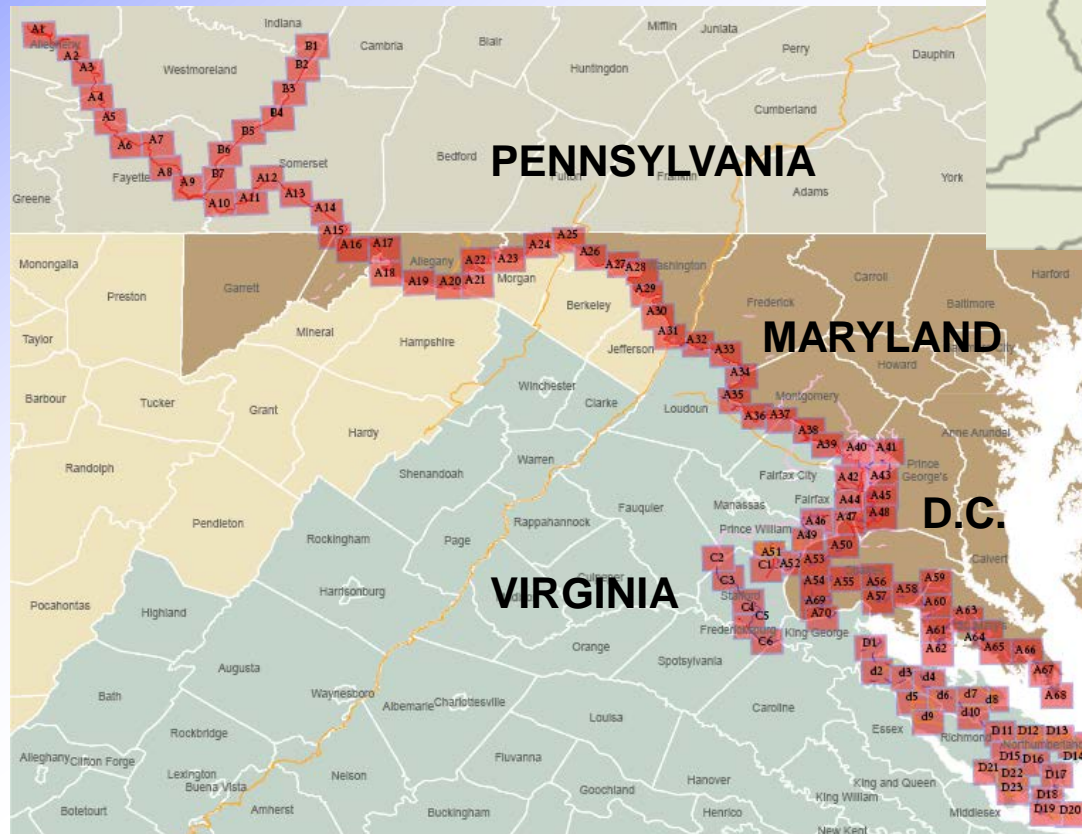 A1
Allegheny
A2
A3
A4
A5
A6
A7
A8
A9
A10
A11
A12
A13
A14
A15
A16
A17
A18
A19
A20
A21
A22
A23
A24
A25
A26
A27
A28
A29
A30
A31
A32
A33
A34
A35
A36
A37
A38
A39
A40
A41
A42
A43
A44
A45
A46
A47
A48
A49
A50
A51
A52
A53
A54
A55
A56
A57
A58
A59
A60
A61
A62
A63
A64
A65
A66
A67
A68
A69
A70
B1
B2
B3
B4
B5
B6
B7
C1
C2
C3
C4
C5
C6
D1
d2
d3
d4
d5
d6
d7
d8
d9
d10
D11
D12
D13
D14
D15
D16
D17
D18
D19
D20
D21
D22
D23
Indiana
Cambria
Blair
Mifflin
Juniata
Perry
Dauphin
Westmoreland
Huntingdon
Cumberland
PENNSYLVANIA
Somerset
Bedford
Fulton
Franklin
Adams
York
Fayette
Greene
Monongalia
Preston
Garrett
Allegany
Morgan
Washington
Carroll
Harford
Baltimore
Frederick
MARYLAND
Howard
Berkeley
Jefferson
Mineral
Hampshire
Taylor
Barbour
Tucker
Grant
Hardy
Winchester
Clarke
Loudoun
Montgomery
Anne Arundel
Randolph
Shenandoah
Warren
Fairfax City
Prince
George's
Fauquier
Manassas
Fairfax
D.C.
Pendleton
Rockingham
Page
Rappahannock
Prince William
Calvert
Harrisonburg
VIRGINIA
Culpeper
Stafford
Pocahontas
Highland
Fredericksburg
King George
Augusta
Orange
Spotsylvania
Bath
Waynesboro
Albemarle
Charlottesville
Louisa
Caroline
Essex
Richmond
Northumberland
Rockbridge
Alleghany
Clifton Forge
Lexington
Buena Vista
Nelson
Fluvanna
Goochland
Hanover
King and Queen
King William
Botetourt
Amherst
Buckingham
Henrico
New Kent
Middlesex